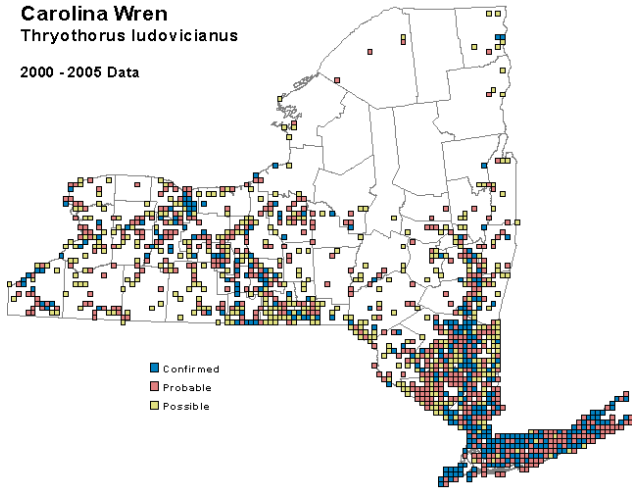 Carolina Wren
Thryothorus ludovicianus
2000 - 2005 Data
Confirmed
Probable
Possible